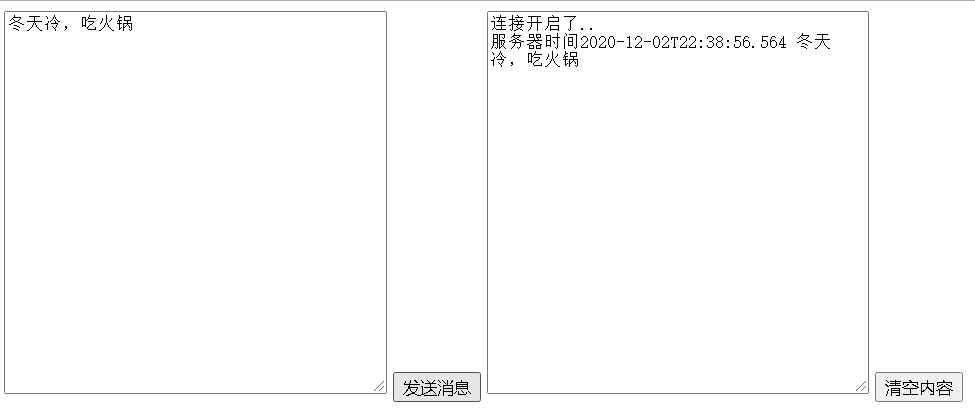 冬天冷，吃火锅
连接开启了..
服务器时间2020-12-02T22:38:56.564 冬天
冷，吃火锅
发送消息
清空内容